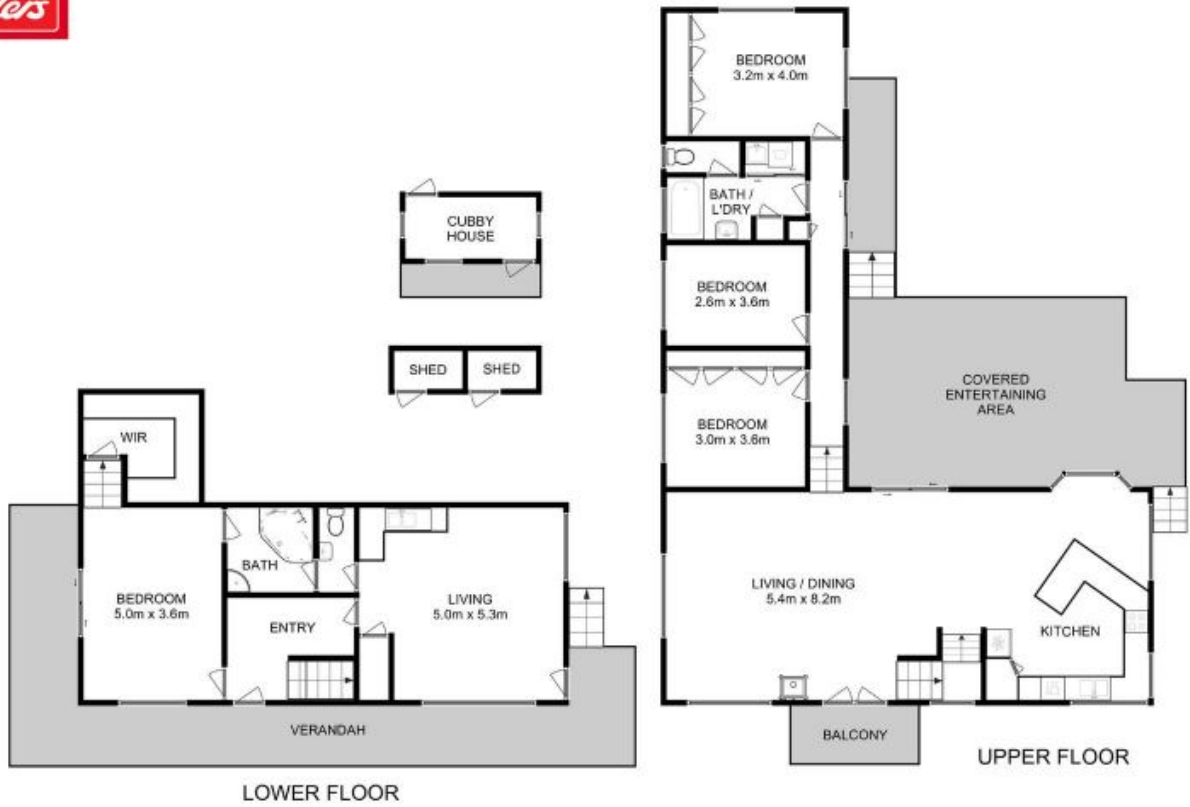 BEDROOM
3.2m x 4.0m
BATH /
L'DRY
CUBBY
HOUSE
BEDROOM
2.6m x 3.6m
SHED
SHED
COVERED
ENTERTAINING
AREA
BEDROOM
3.0m x 3.6m
WIR
BATH
BEDROOM
5.0m x 3.6m
LIVING
5.0m x 5.3m
ENTRY
LIVING / DINING
5.4m x 8.2m
KITCHEN
VERANDAH
BALCONY
LOWER FLOOR
UPPER FLOOR